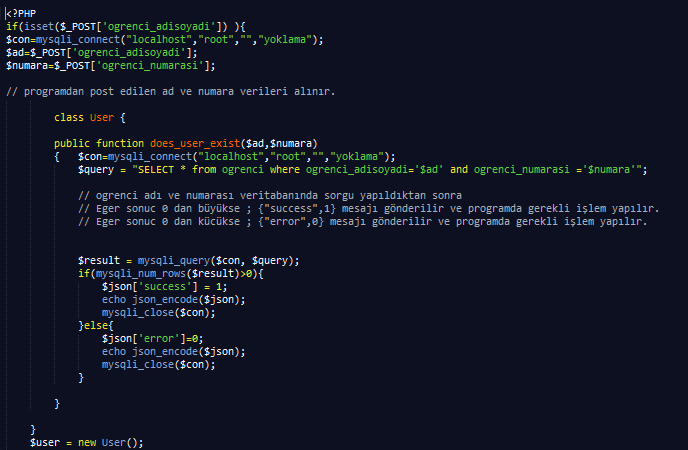 <?PHP
if(isset($_POST['ogrenci_adisoyadi']) ){
$con=mysqli_connect("localhost","root","","yoklama");
$ad=$_POST['ogrenci_adisoyadi'];
$numara=$_POST['ogrenci_numarasi'];
// programdan post edilen ad ve numara verileri alınır.
class User {
public function does_user_exist($ad,$numara)
{ $con=mysqli_connect("localhost","root","","yoklama");
$query = "SELECT * from ogrenci where ogrenci_adisoyadi='$ad' and ogrenci_numarasi ='$numara'";
// ogrenci adı ve numarası veritabanında sorgu yapıldıktan sonra
// Eger sonuc 0 dan büyükse ; {"success",1} mesajı gönderilir ve programda gerekli işlem yapılır.
// Eger sonuc 0 dan kücükse ; {"error",0} mesajı gönderilir ve programda gerekli işlem yapılır.
$result = mysqli_query($con, $query);
if(mysqli_num_rows($result)>0){
$json['success'] = 1;
echo json_encode($json);
mysqli_close($con);
}else{
$json['error']=0;
echo json_encode($json);
mysqli_close($con);
}
}
}
$user = new User();